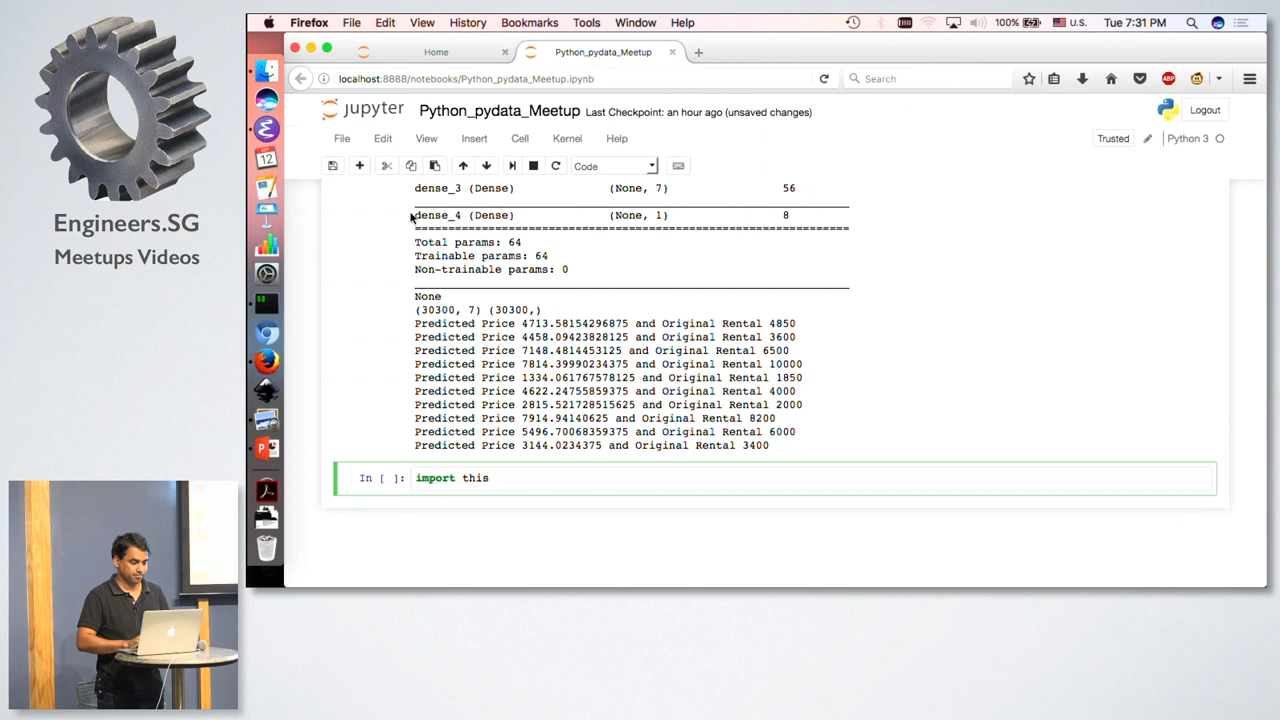 Engineers.SG
Meetups Videos
Firefox File Edit View History Bookmarks Tools Window Help 100% U.S. Tue 7:31 PM
Home Python_pydata_Meetup
localhost:8888/notebooks/Python_pydata_Meetup.ipynb Search
jupyter Python_pydata_Meetup Last Checkpoint: an hour ago (unsaved changes) Logout
File Edit View Insert Cell Kernel Help Trusted Python 3
Code
dense_3 (Dense) (None, 7) 56
dense_4 (Dense) (None, 1) 8
Total params: 64
Trainable params: 56
Non-trainable params: 0
None
(30300, 7) (30300,)
Predicted Price 4713.58154296875 and Original Rental 4850
Predicted Price 4458.09423828125 and Original Rental 3600
Predicted Price 7148.4814453125 and Original Rental 6500
Predicted Price 7814.39990234375 and Original Rental 10000
Predicted Price 1334.061767578125 and Original Rental 1850
Predicted Price 4622.24755859375 and Original Rental 4000
Predicted Price 2815.521728515625 and Original Rental 2000
Predicted Price 7914.94140625 and Original Rental 8200
Predicted Price 5496.70068359375 and Original Rental 6000
Predicted Price 3144.0234375 and Original Rental 3400
In [ ]: import this